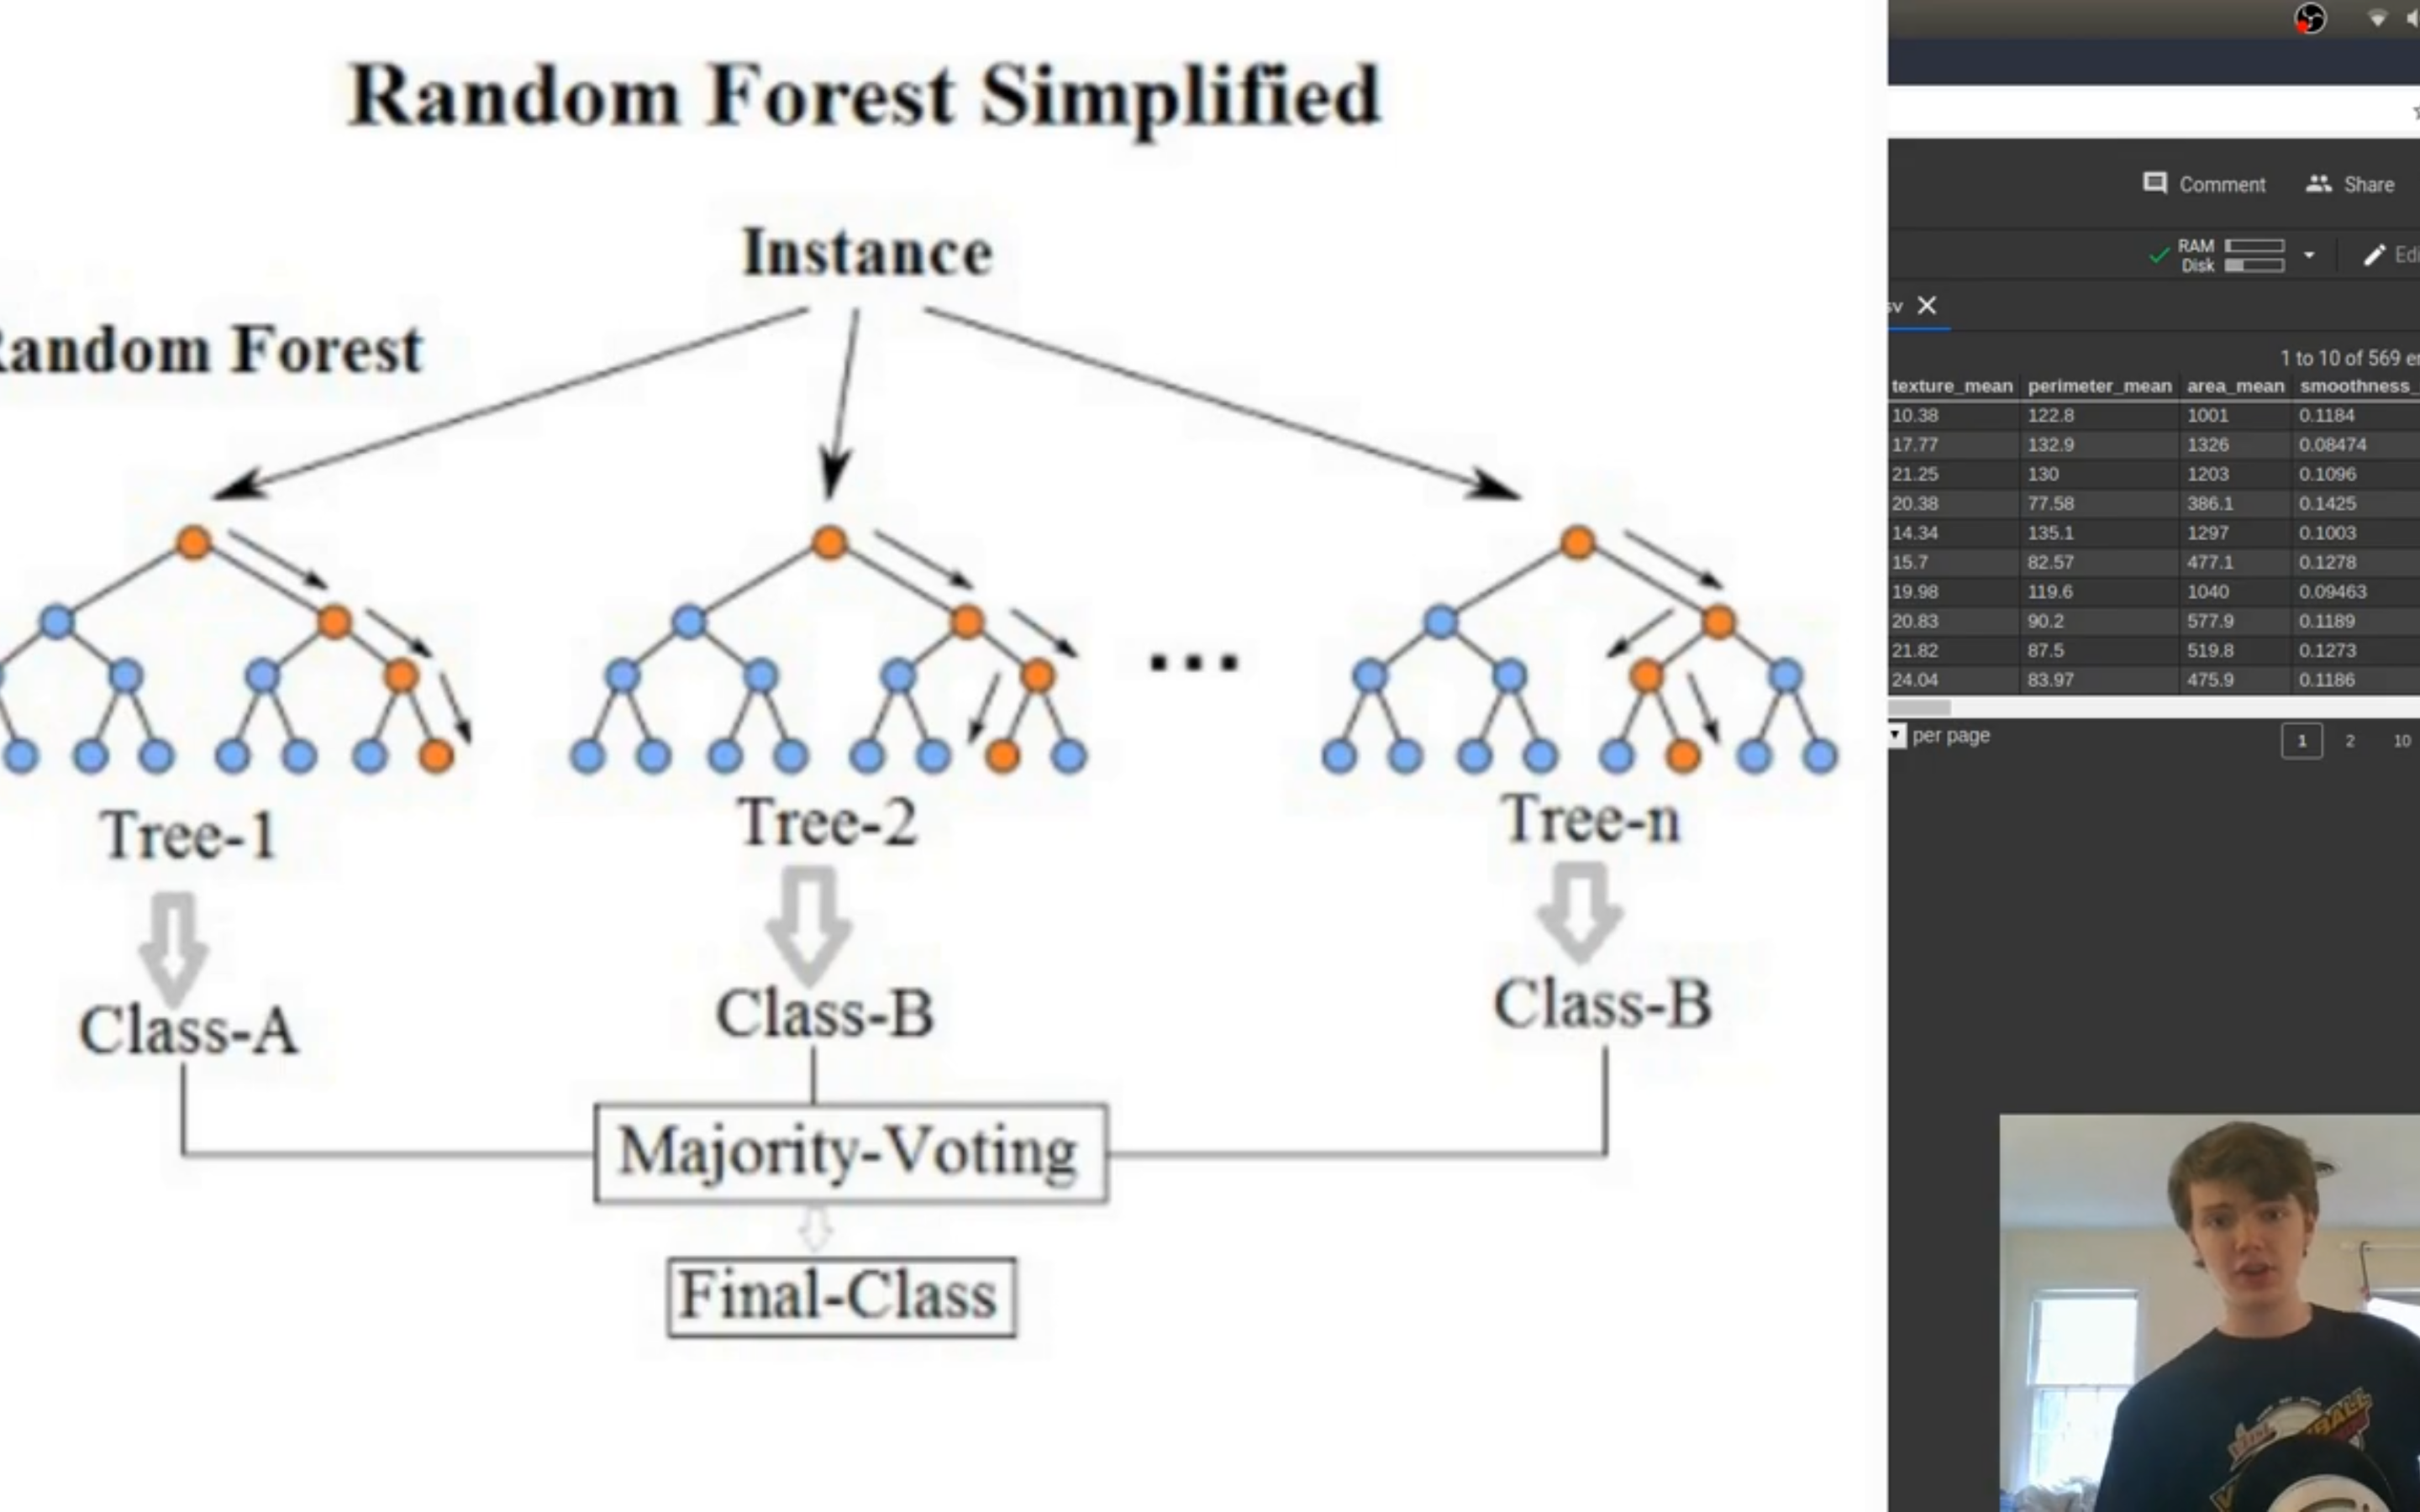 Random Forest Simplified
Instance
Random Forest
Tree-1
Tree-2
Tree-n
Class-A
Class-B
Class-B
Majority-Voting
Final-Class
Comment Share
RAM
Disk
Edi
sv
1 to 10 of 569 en
texture_mean perimeter_mean area_mean smoothness_
10.38 122.8 1001 0.1184
17.77 132.9 1326 0.08474
21.25 130 1203 0.1096
20.38 77.58 386.1 0.1425
14.34 135.1 1297 0.1003
15.7 82.57 477.1 0.1278
19.98 119.6 1040 0.09463
20.83 90.2 577.9 0.1189
21.82 87.5 519.8 0.1273
24.04 83.97 475.9 0.1186
per page
1 2 10